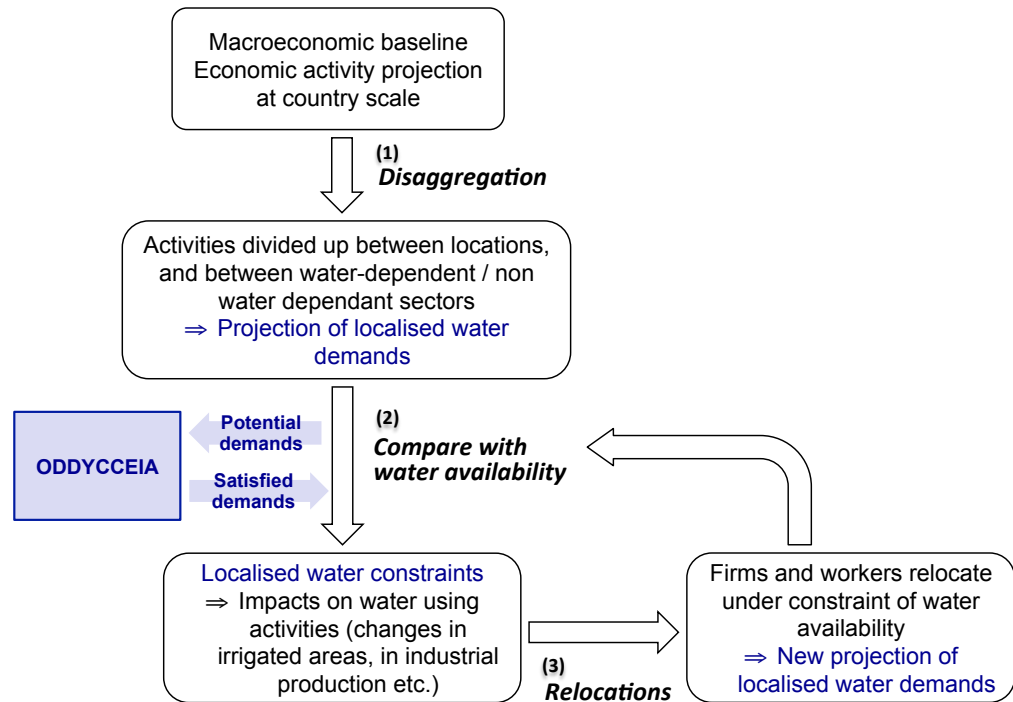 Macroeconomic baseline
Economic activity projection
at country scale
(1)
Disaggregation
Activities divided up between locations,
and between water-dependent / non
water dependant sectors
⇒ Projection of localised water
demands
(2)
Compare with
water availability
Potential
demands
ODDYCCEIA
Satisfied
demands
Localised water constraints
⇒ Impacts on water using
activities (changes in
irrigated areas, in industrial
production etc.)
(3)
Relocations
Firms and workers relocate
under constraint of water
availability
⇒ New projection of
localised water demands